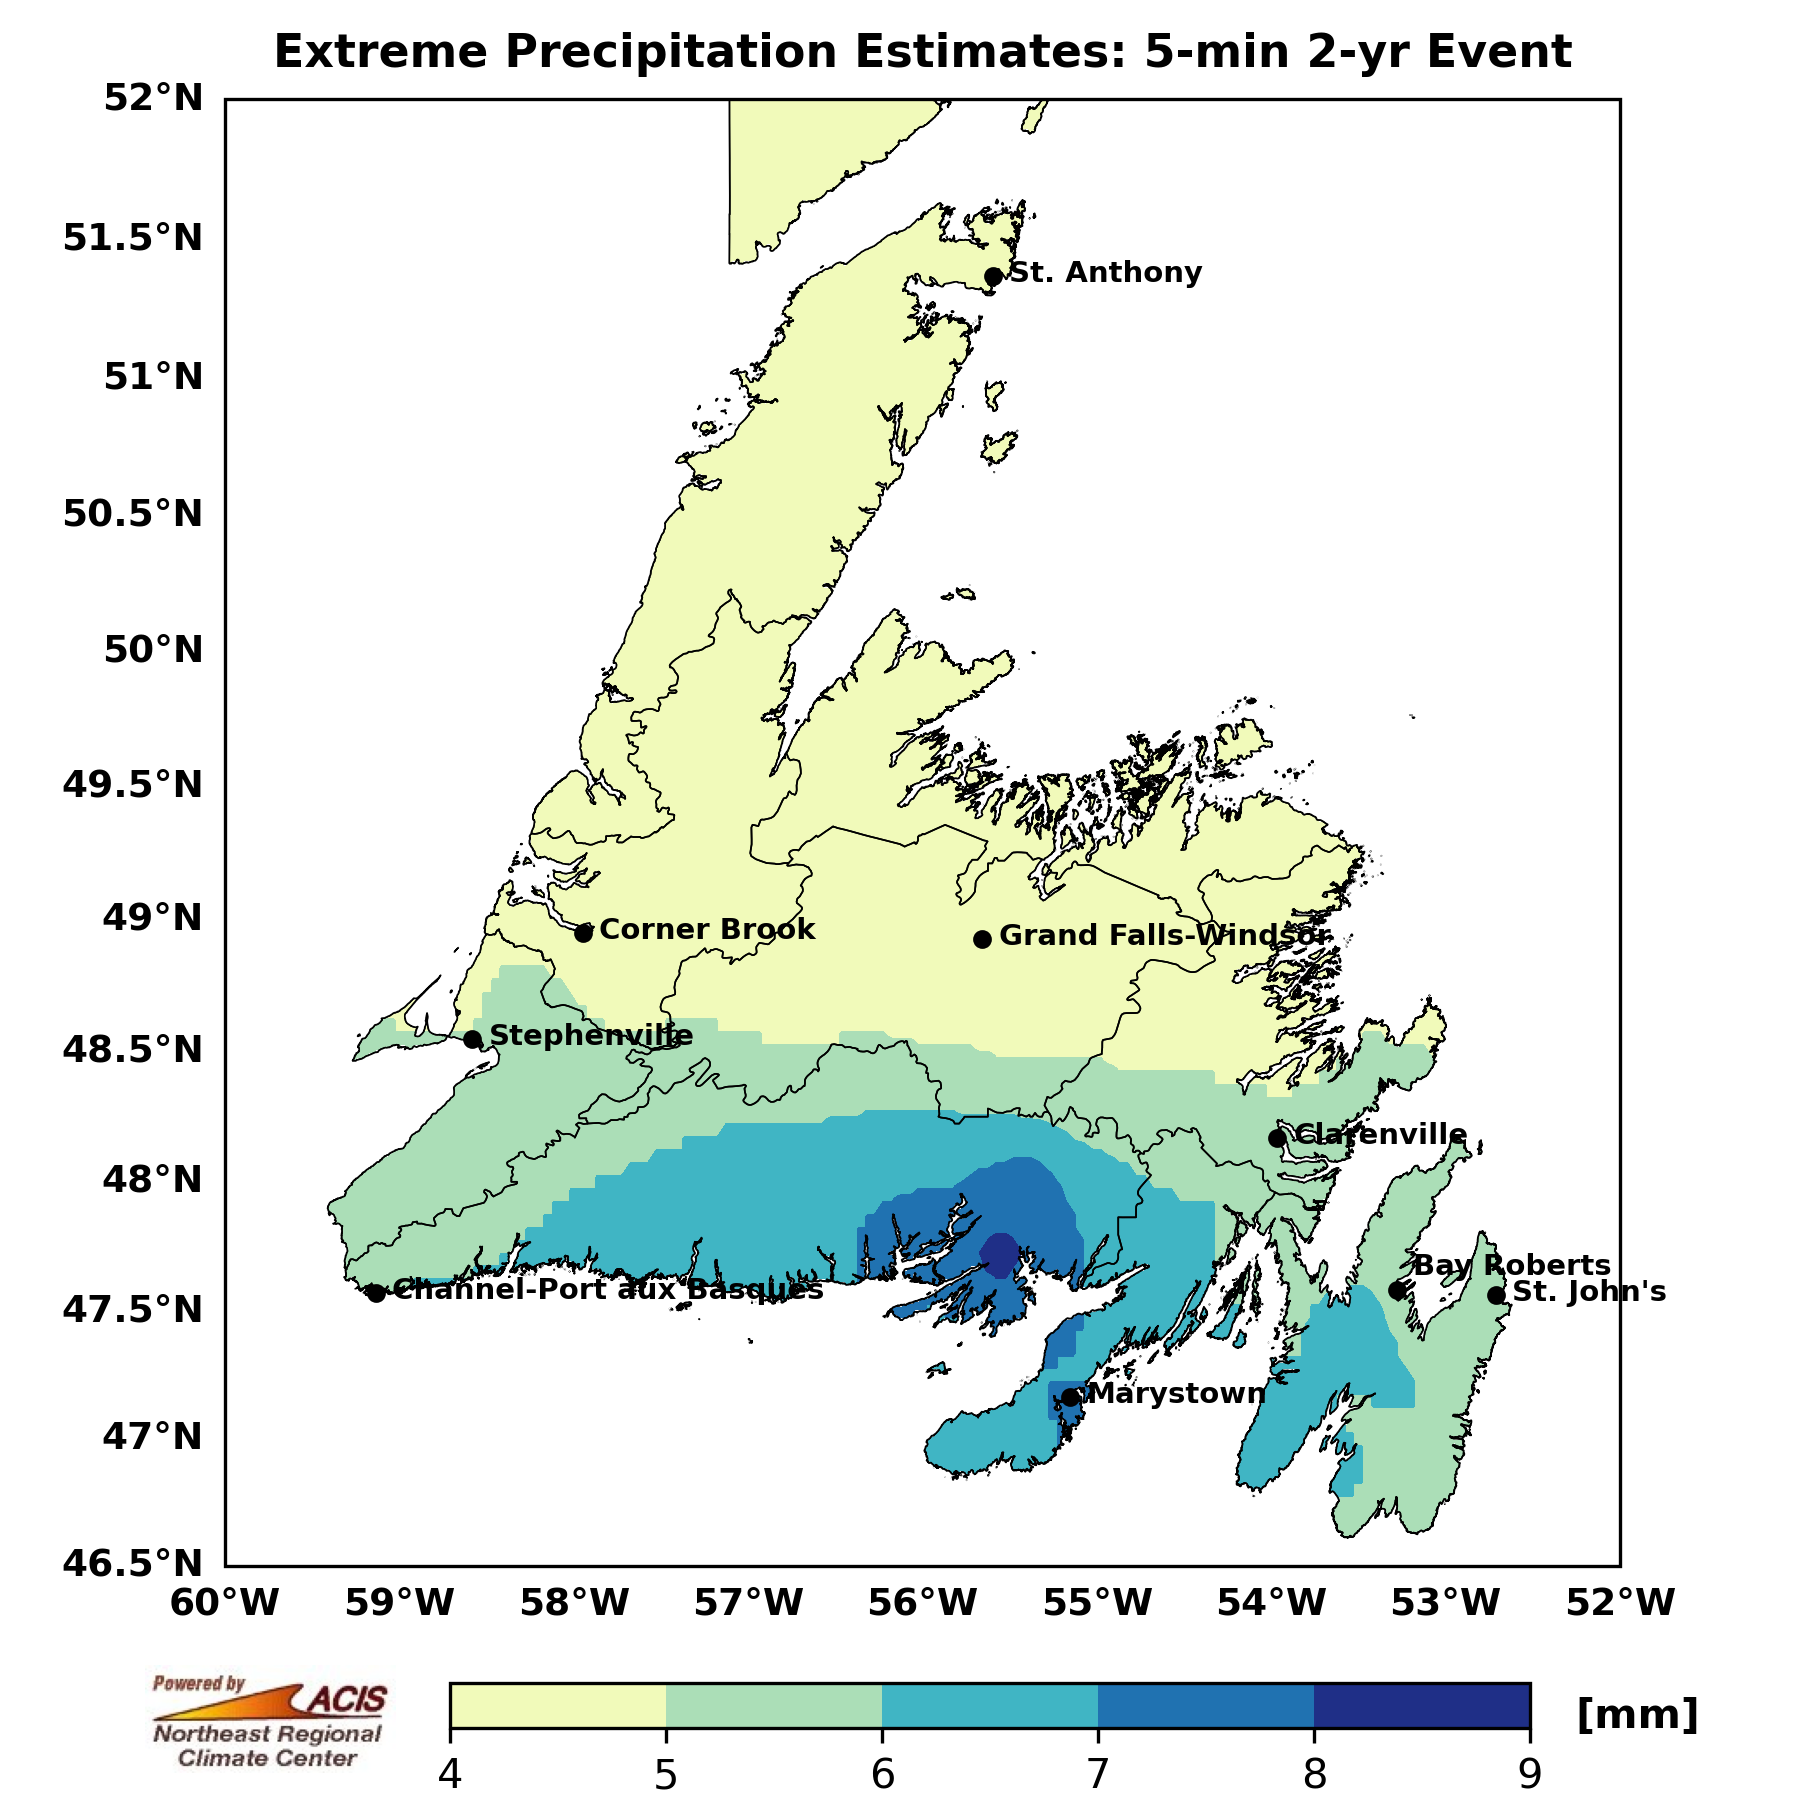 Extreme Precipitation Estimates: 5-min 2-yr Event
52°N
51.5°N
51°N
50.5°N
50°N
49.5°N
49°N
48.5°N
48°N
47.5°N
47°N
46.5°N
St. Anthony
Corner Brook
Grand Falls-Windsor
Stephenville
Clarenville
Bay Roberts
Channel-Port aux Basques
St. John's
Marystown
60°W 59°W 58°W 57°W 56°W 55°W 54°W 53°W 52°W
Powered by
ACIS
Northeast Regional
Climate Center
[mm]
4 5 6 7 8 9